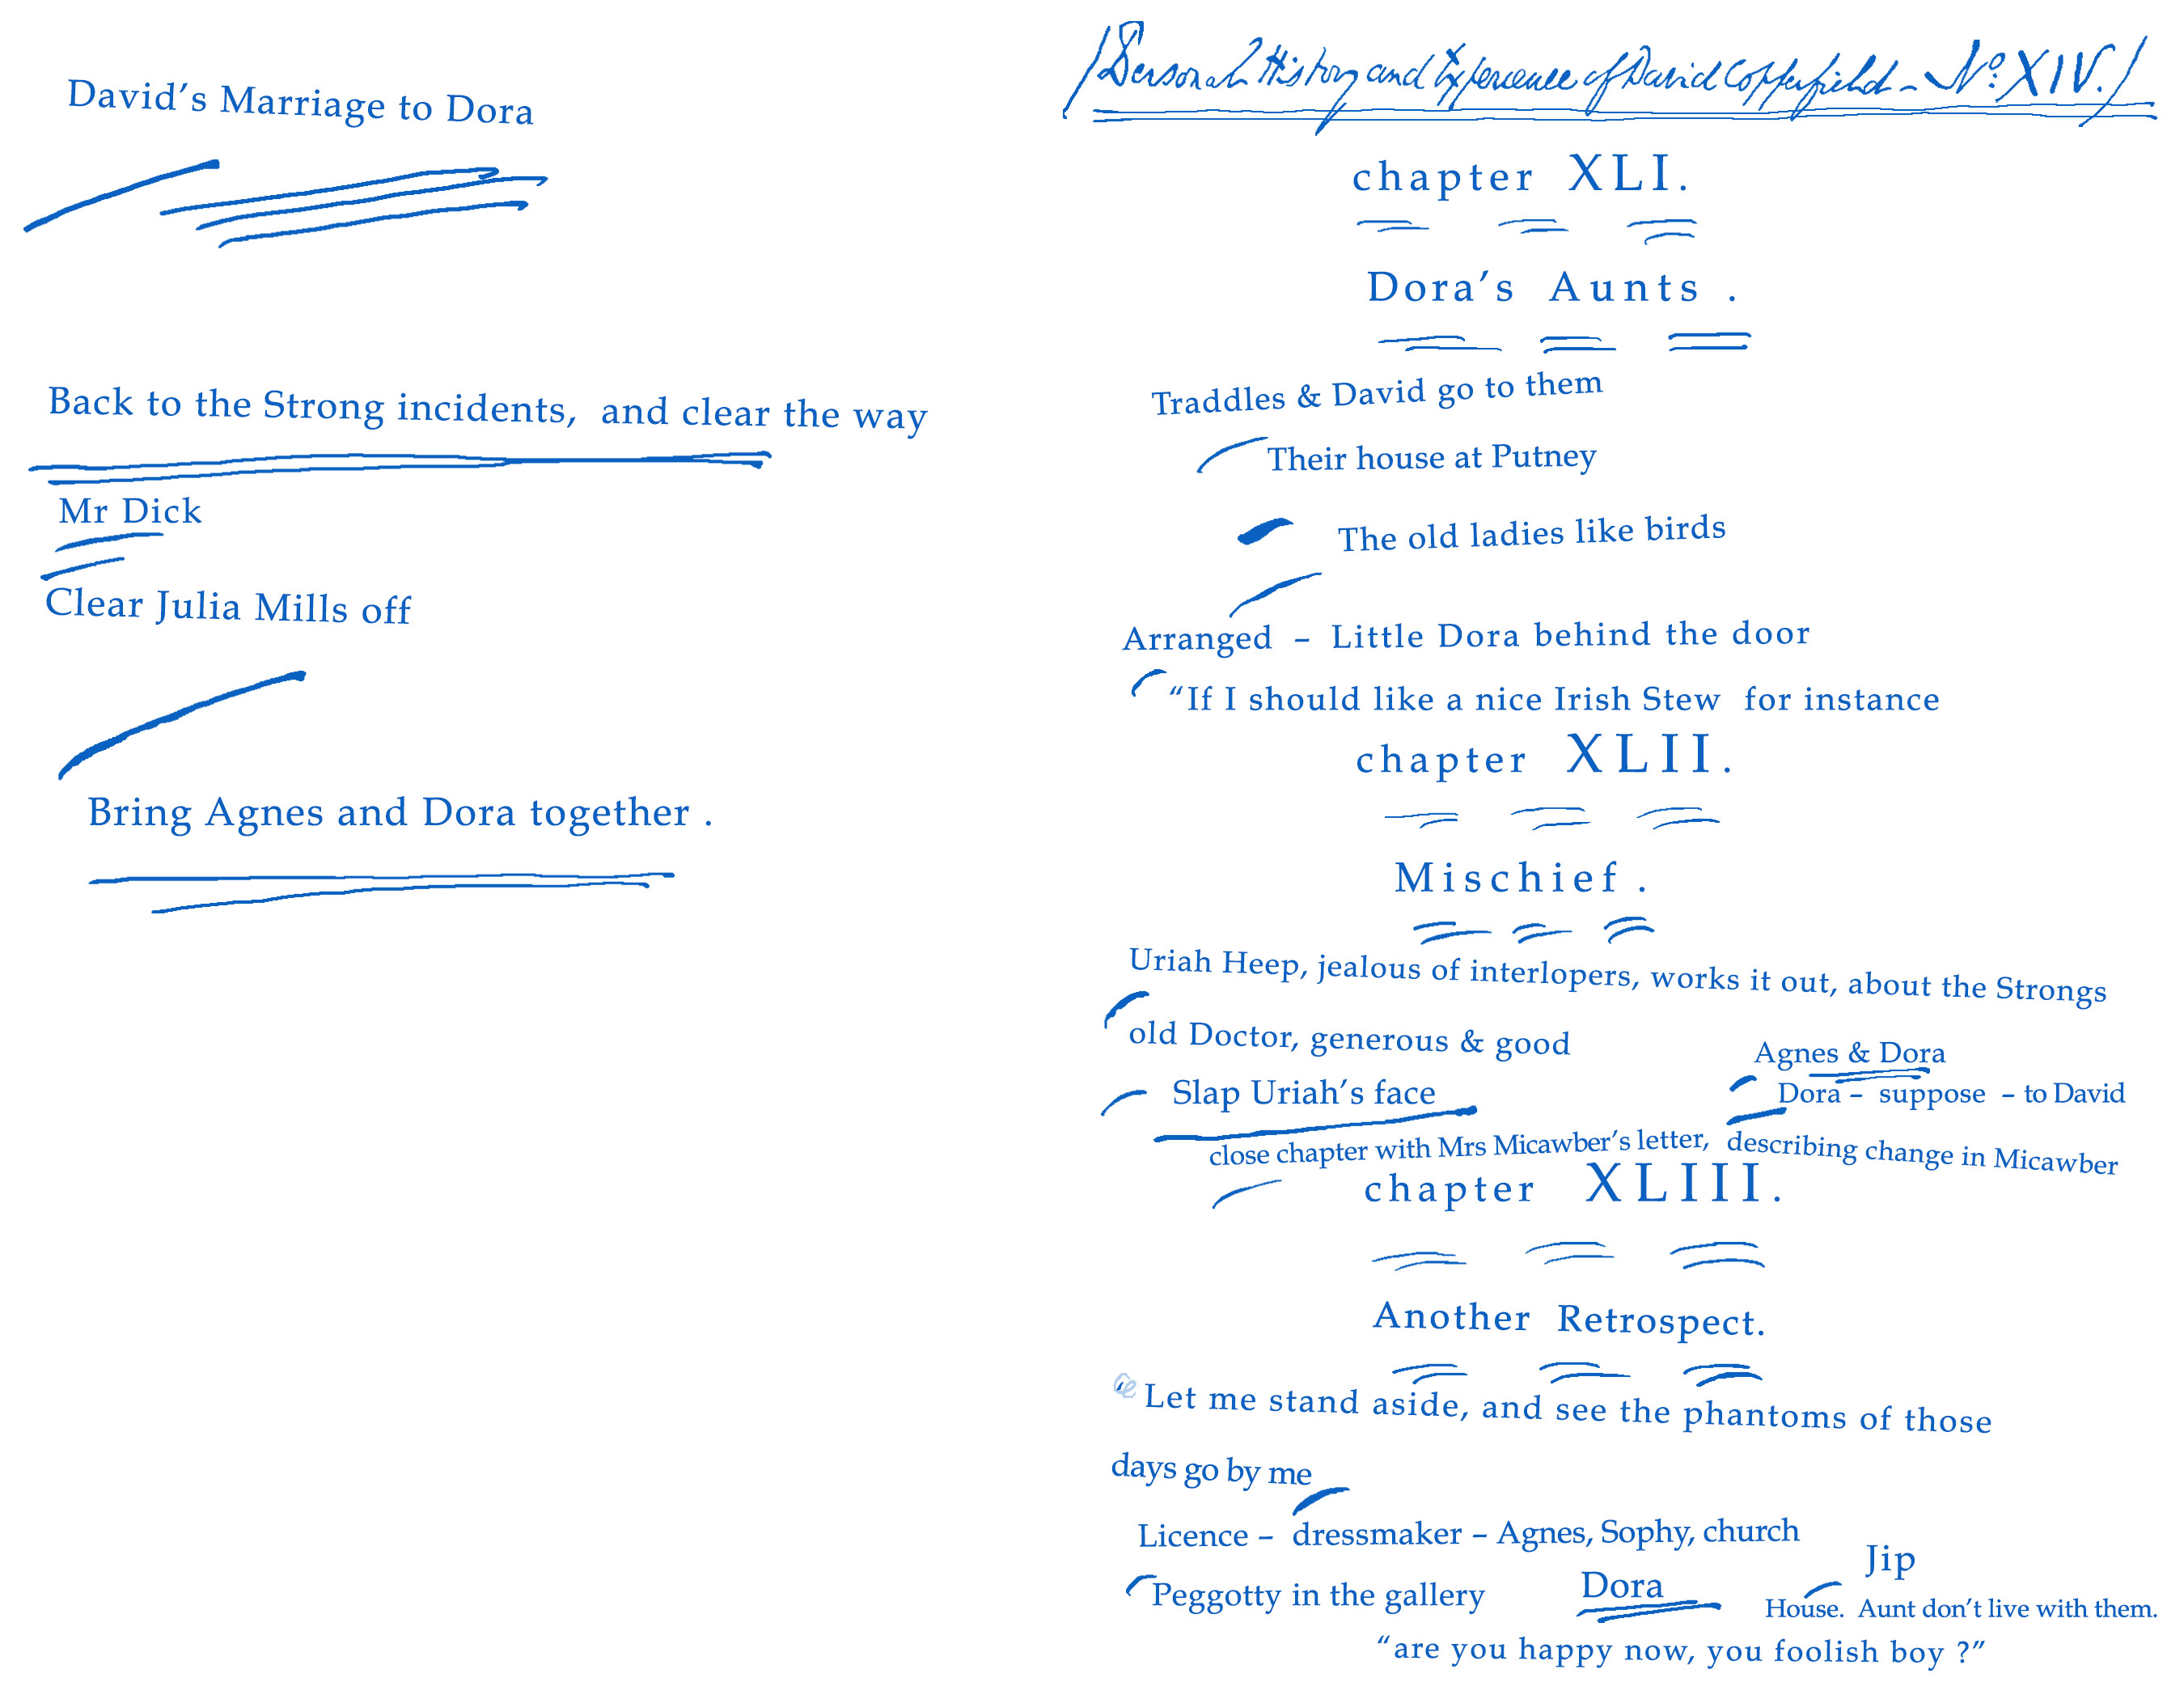 David's Marriage to Dora
Back to the Strong incidents, and clear the way
Mr Dick
Clear Julia Mills off
Bring Agnes and Dora together .
/Personal History and Experience of David Copperfield – No. XIV./
chapter XLI.
Dora's Aunts .
Traddles & David go to them
Their house at Putney
The old ladies like birds
Arranged – Little Dora behind the door
"If I should like a nice Irish Stew for instance
chapter XLII.
Mischief .
Uriah Heep, jealous of interlopers, works it out, about the Strongs
old Doctor, generous & good
Agnes & Dora
Slap Uriah's face
Dora – suppose – to David
close chapter with Mrs Micawber's letter, describing change in Micawber
chapter XLIII.
Another Retrospect.
"Let me stand aside, and see the phantoms of those
days go by me
Licence – dressmaker – Agnes, Sophy, church
Jip
Peggotty in the gallery
Dora
House. Aunt don't live with them.
"are you happy now, you foolish boy ?"